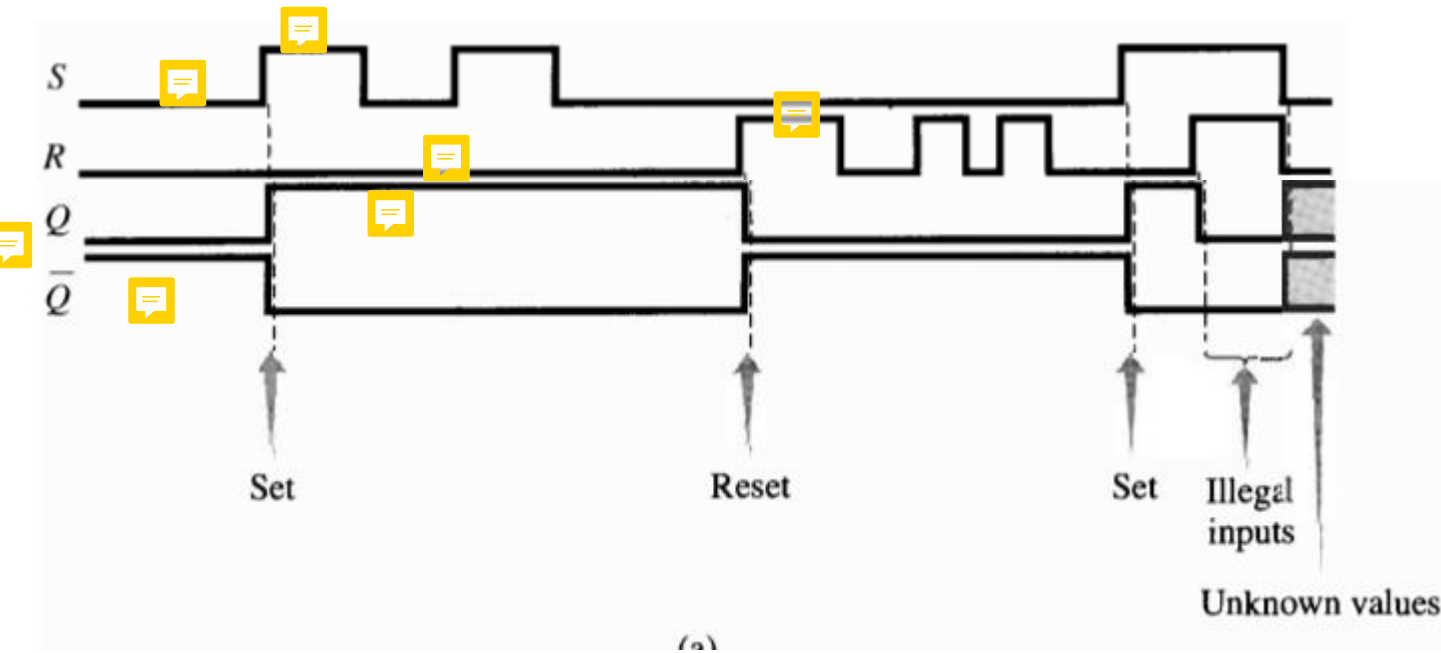 S
R
Q
Q̅
Set
Reset
Set
Illegal
inputs
Unknown values
(a)